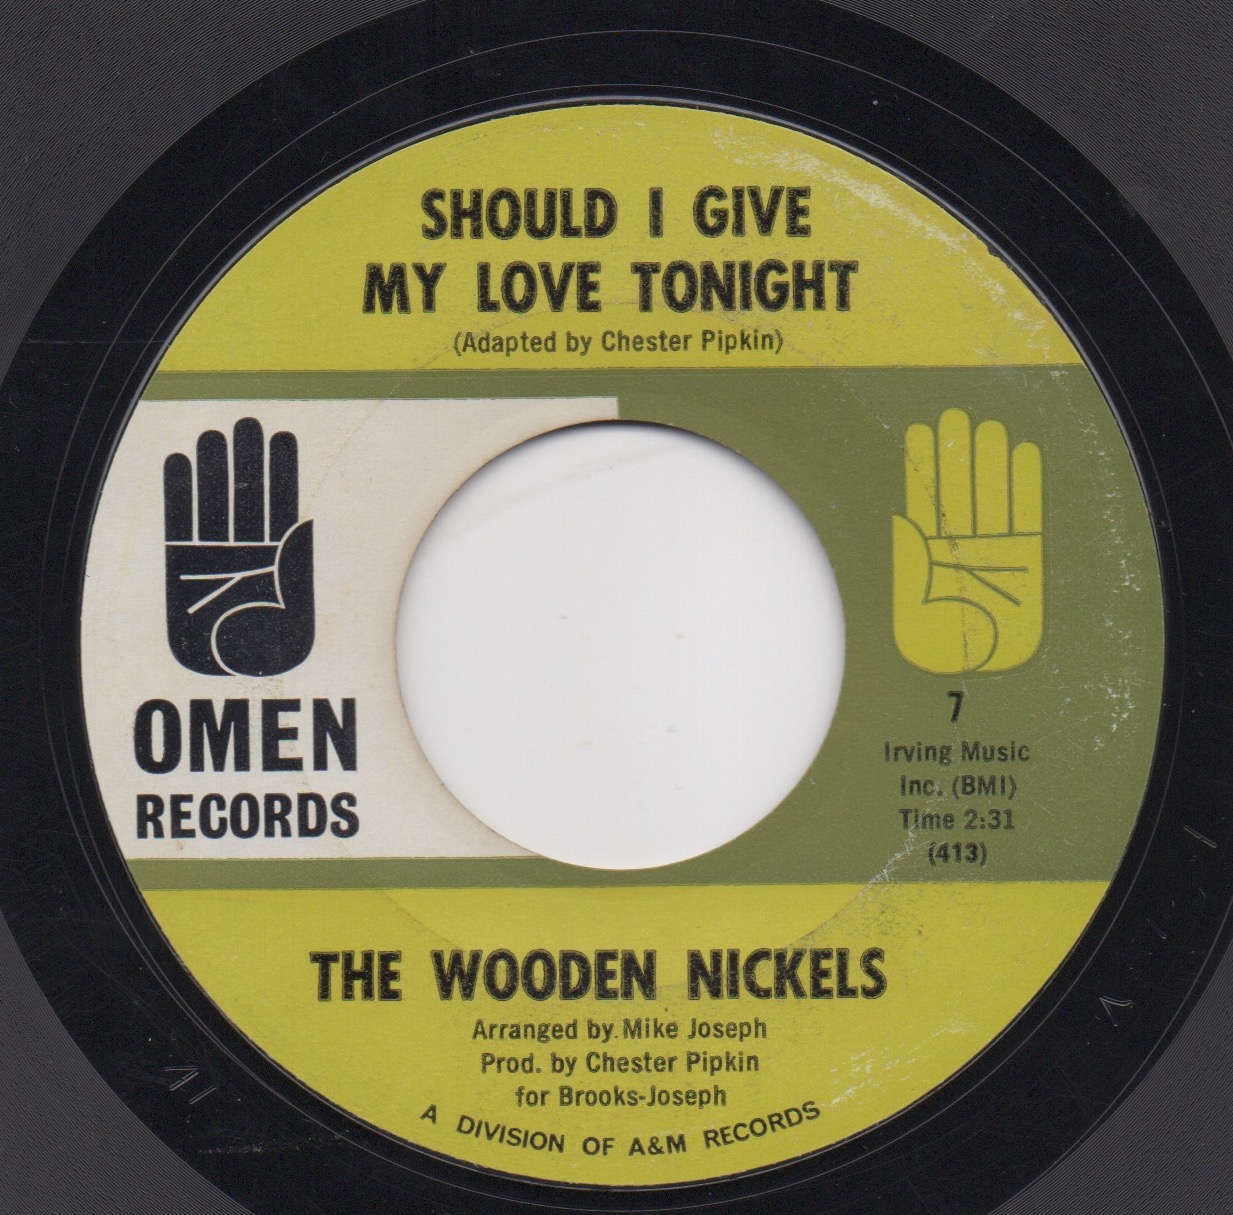 SHOULD I GIVE
MY LOVE TONIGHT
(Adapted by Chester Pipkin)
OMEN
RECORDS
7
Irving Music
Inc. (BMI)
Time 2:31
(413)
THE WOODEN NICKELS
Arranged by Mike Joseph
Prod. by Chester Pipkin
for Brooks-Joseph
A DIVISION OF A&M RECORDS